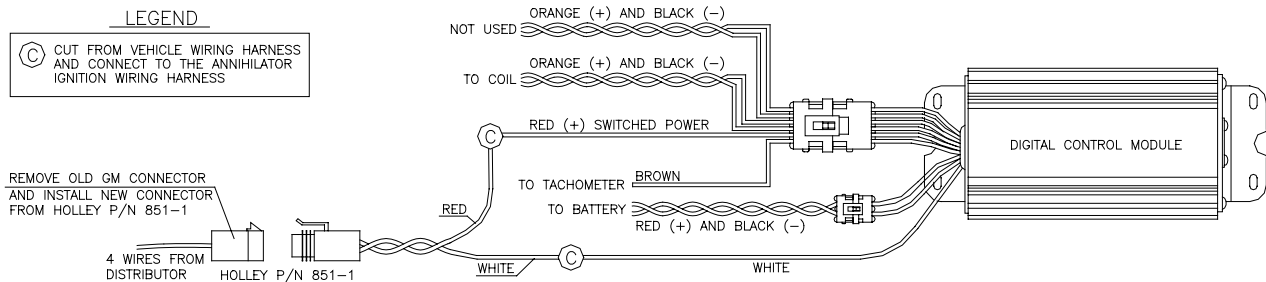 LEGEND
C CUT FROM VEHICLE WIRING HARNESS
AND CONNECT TO THE ANNIHILATOR
IGNITION WIRING HARNESS
ORANGE (+) AND BLACK (-)
NOT USED
ORANGE (+) AND BLACK (-)
TO COIL
RED (+) SWITCHED POWER
C
DIGITAL CONTROL MODULE
REMOVE OLD GM CONNECTOR
AND INSTALL NEW CONNECTOR
FROM HOLLEY P/N 851-1
BROWN
TO TACHOMETER
RED
TO BATTERY
RED (+) AND BLACK (-)
4 WIRES FROM
DISTRIBUTOR
HOLLEY P/N 851-1
WHITE
C
WHITE